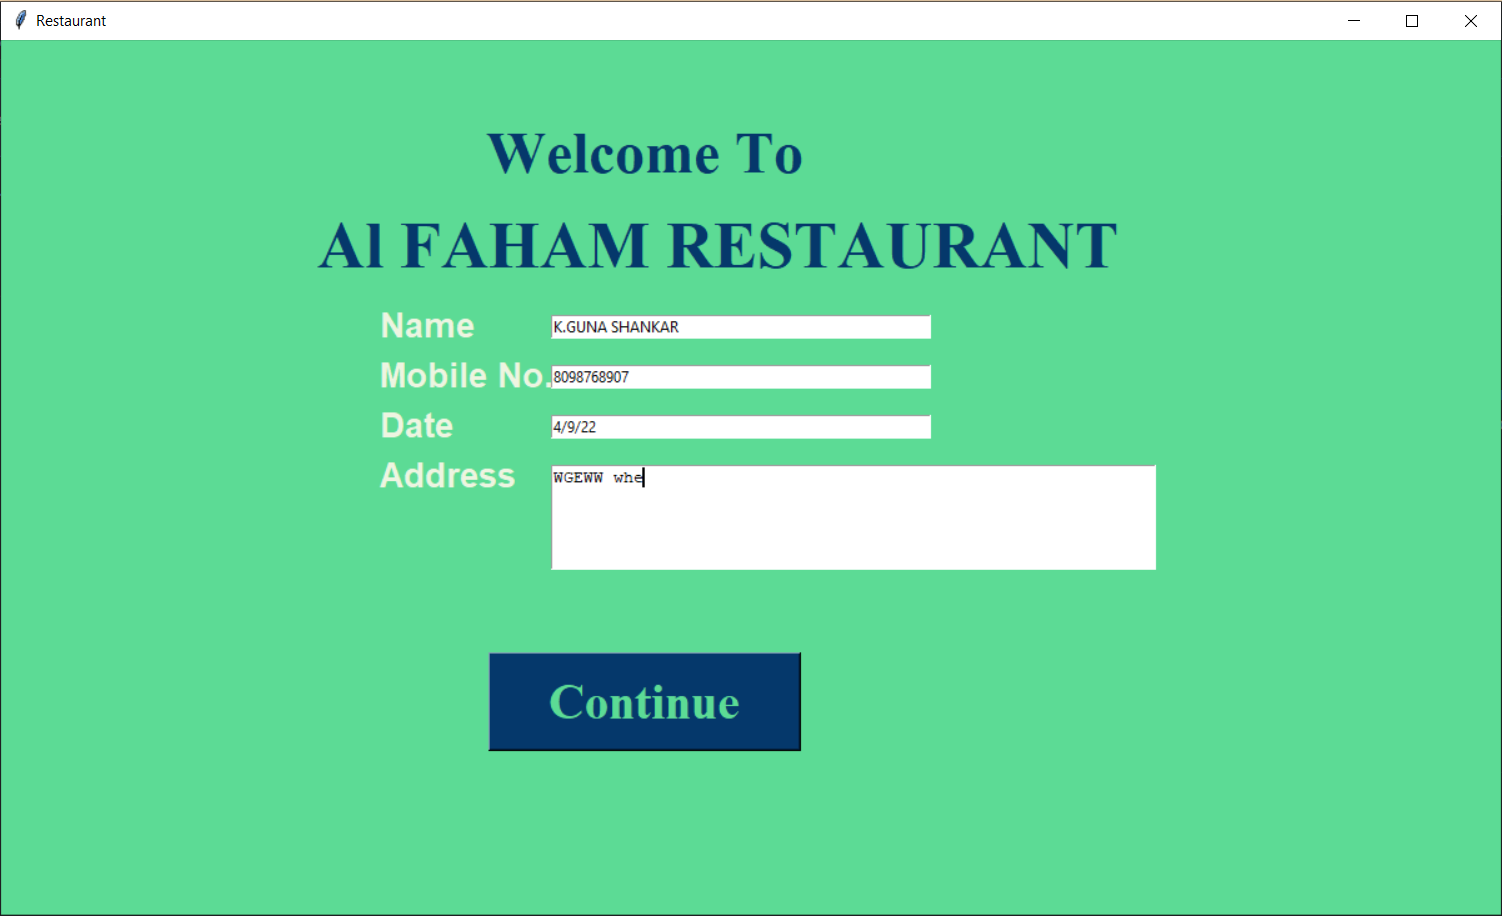 Restaurant
Welcome To
Al FAHAM RESTAURANT
Name K.GUNA SHANKAR
Mobile No. 8098768907
Date 4/9/22
Address WGEWW whe
Continue